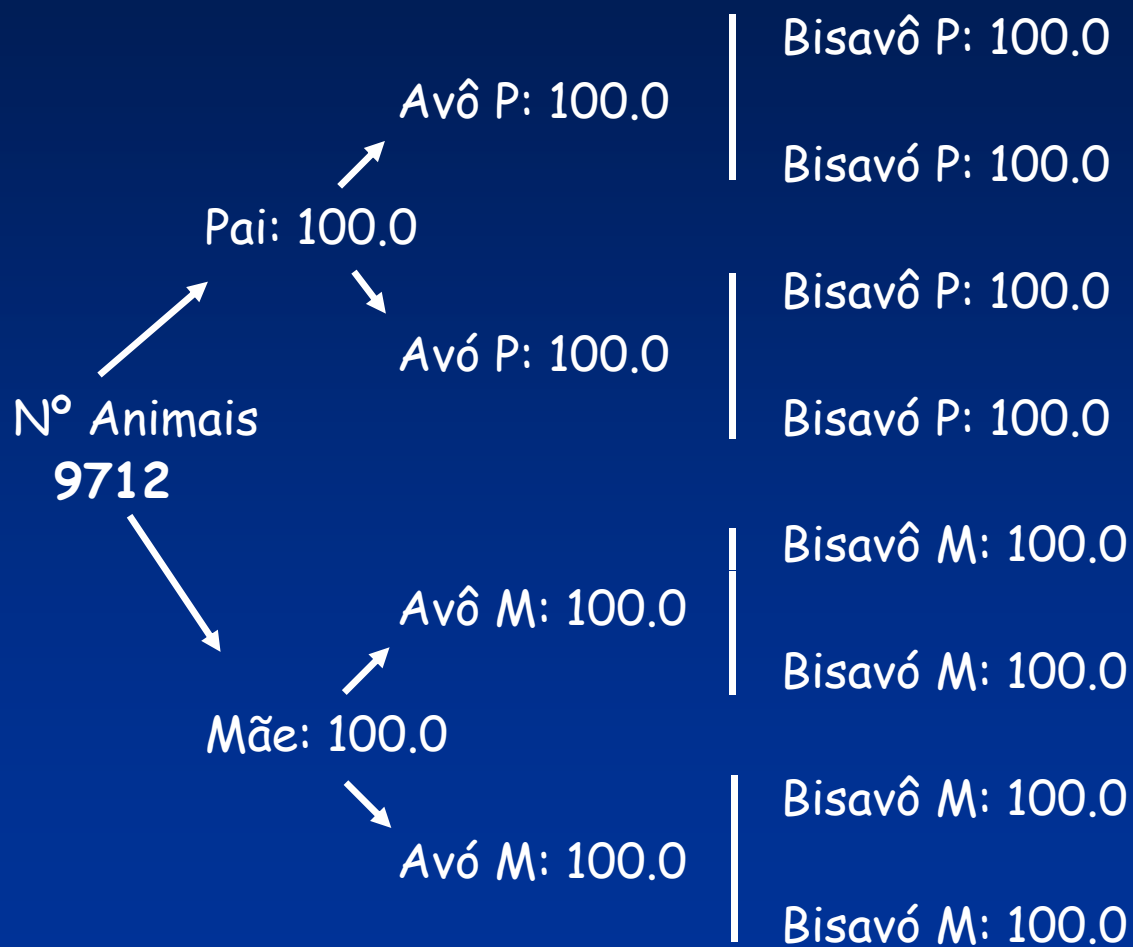 Bisavô P: 100.0
Avô P: 100.0
Bisavó P: 100.0
Pai: 100.0
Bisavô P: 100.0
Avó P: 100.0
Bisavó P: 100.0
Nº Animais
9712
Bisavô M: 100.0
Avô M: 100.0
Bisavó M: 100.0
Mãe: 100.0
Bisavô M: 100.0
Avó M: 100.0
Bisavó M: 100.0